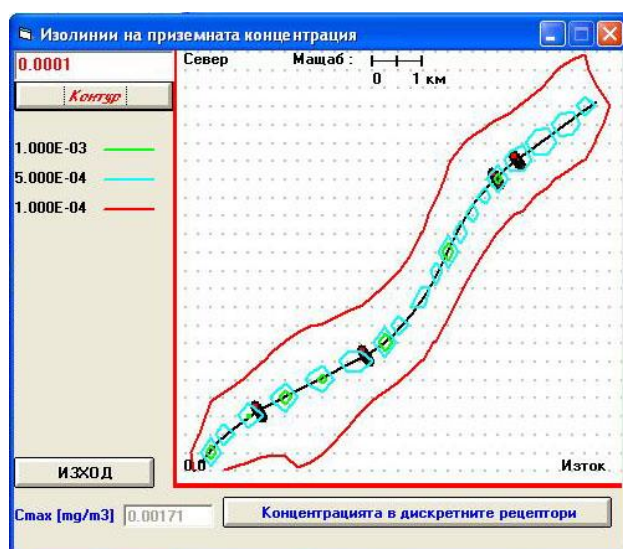 Изолинии на приземната концентрация
0.0001
Север
Мащаб :
0 1 км
Контур
1.000E-03
5.000E-04
1.000E-04
0.0
Изток
ИЗХОД
Cmax [mg/m3] 0.00171
Концентрацията в дискретните рецептори